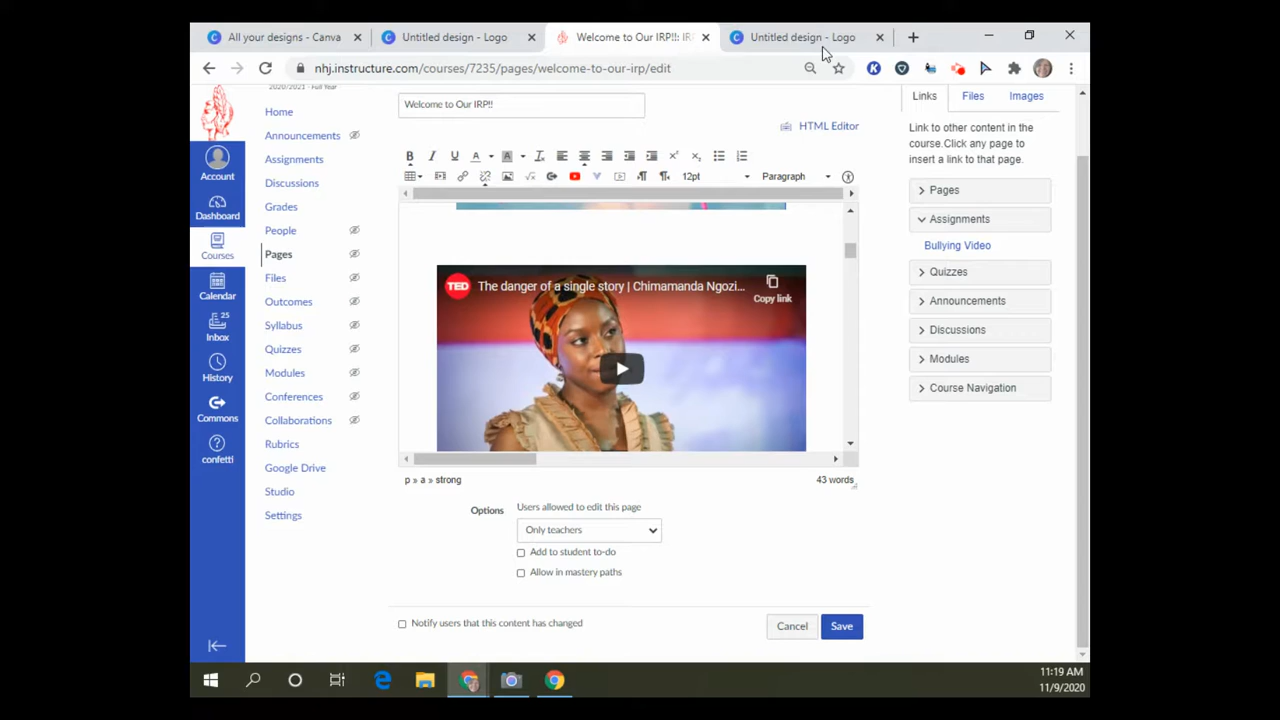 All your designs - Canva
Untitled design - Logo
Welcome to Our IRP!!: IR
Untitled design - Logo
nhj.instructure.com/courses/7235/pages/welcome-to-our-irp/edit
2020/2021 - Full Year
Account
Dashboard
Courses
Calendar
25
Inbox
History
Commons
confetti
Home
Announcements
Assignments
Discussions
Grades
People
Pages
Files
Outcomes
Syllabus
Quizzes
Modules
Conferences
Collaborations
Rubrics
Google Drive
Studio
Settings
Welcome to Our IRP!!
HTML Editor
B I U A A
12pt Paragraph
TED The danger of a single story | Chimamanda Ngozi...
Copy link
p » a » strong 43 words
Options
Users allowed to edit this page
Only teachers
Add to student to-do
Allow in mastery paths
Notify users that this content has changed
Cancel Save
Links Files Images
Link to other content in the
course.Click any page to
insert a link to that page.
Pages
Assignments
Bullying Video
Quizzes
Announcements
Discussions
Modules
Course Navigation
11:19 AM
11/9/2020